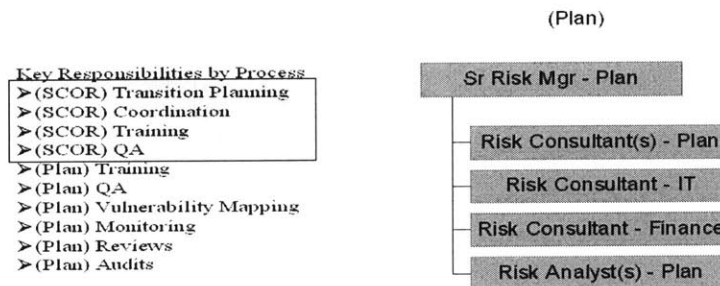 (Plan)
Key Responsibilities by Process
➢(SCOR) Transition Planning
➢(SCOR) Coordination
➢(SCOR) Training
➢(SCOR) QA
➢(Plan) Training
➢(Plan) QA
➢(Plan) Vulnerability Mapping
➢(Plan) Monitoring
➢(Plan) Reviews
➢(Plan) Audits
Sr Risk Mgr - Plan
Risk Consultant(s) - Plan
Risk Consultant - IT
Risk Consultant - Finance
Risk Analyst(s) - Plan